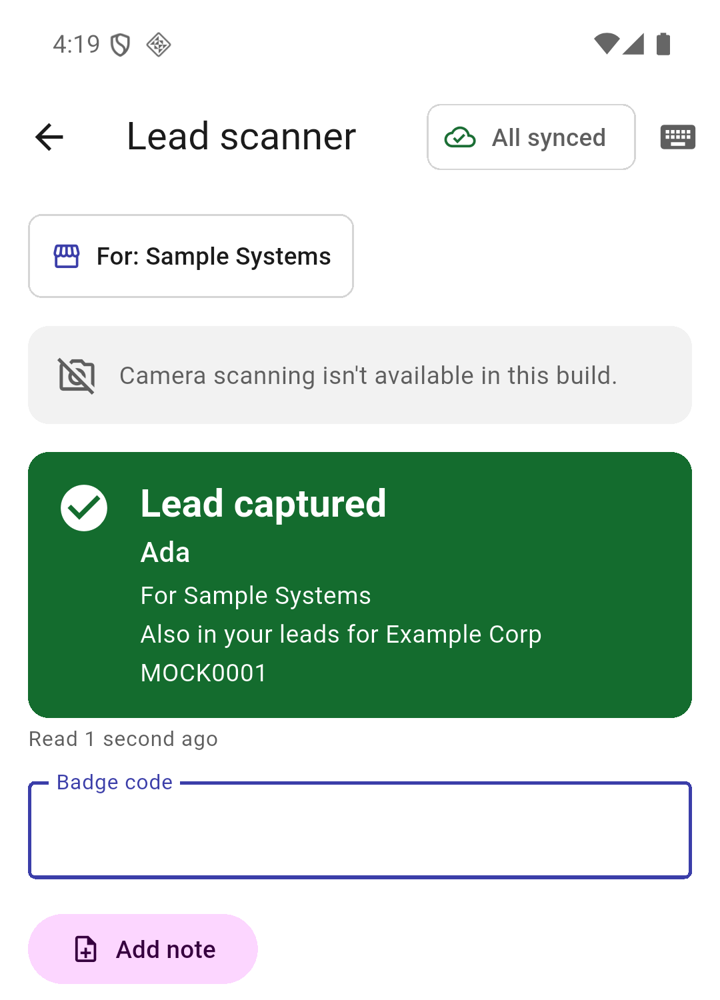 4:19
Lead scanner
All synced
For: Sample Systems
Camera scanning isn't available in this build.
Lead captured
Ada
For Sample Systems
Also in your leads for Example Corp
MOCK0001
Read 1 second ago
Badge code
Add note